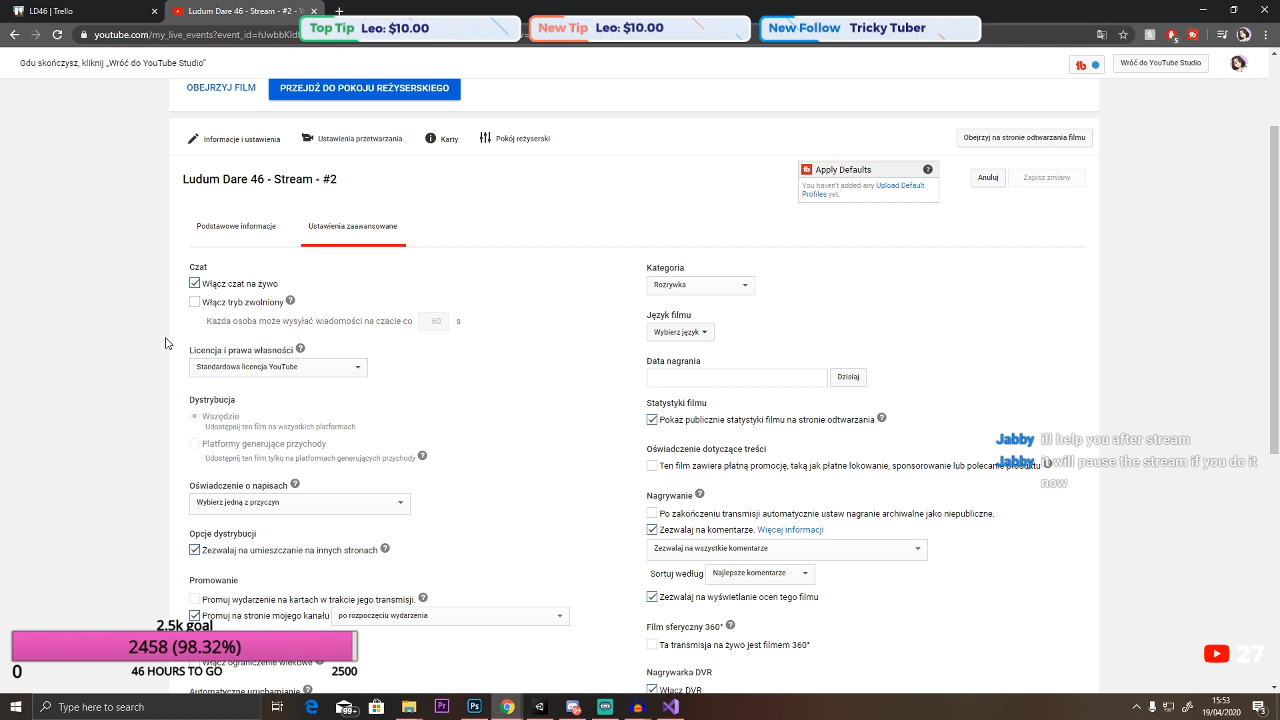 LD46 | Timelapse
Top Tip Leo: $10.00
New Tip Leo: $10.00
New Follow Tricky Tuber
Gdu skończysz, kliknij „Wróć do YouTube Studio"
Wróć do YouTube Studio
OBEJRZYJ FILM
PRZEJDŹ DO POKOJU REŻYSERSKIEGO
Informacje i ustawienia
Ustawienia przetwarzania
Karty
Pokój reżyserski
Obejrzyj na stronie odtwarzania filmu
Ludum Dare 46 - Stream - #2
Apply Defaults
You haven't added any Upload Default
Profiles yet.
Anuluj
Zapisz zmiany
Podstawowe informacje
Ustawienia zaawansowane
Czat
Włącz czat na żywo
Włącz tryb zwolniony
Każda osoba może wysyłać wiadomości na czacie co 60 s
Licencja i prawa własności
Standardowa licencja YouTube
Dystrybucja
Wszędzie
Udostępnij ten film na wszystkich platformach
Platformy generujące przychody
Udostępnij ten film tylko na platformach generujących przychody
Oświadczenie o napisach
Wybierz jedną z przyczyn
Opcje dystrybucji
Zezwalaj na umieszczanie na innych stronach
Promowanie
Promuj wydarzenie na kartach w trakcie jego transmisji.
Promuj na stronie mojego kanału
po rozpoczęciu wydarzenia
Włącz ograniczenie wiekowe
Automatyczne uruchamianie
Kategoria
Rozrywka
Język filmu
Wybierz język
Data nagrania
Dzisiaj
Statystyki filmu
Pokaż publicznie statystyki filmu na stronie odtwarzania
Oświadczenie dotyczące treści
Ten film zawiera płatną promocję, taką jak płatne lokowanie, sponsorowanie lub polecanie produktu
Nagrywanie
Po zakończeniu transmisji automatycznie ustaw nagranie archiwalne jako niepubliczne.
Zezwalaj na komentarze. Więcej informacji
Zezwalaj na wszystkie komentarze
Sortuj według
Najlepsze komentarze
Zezwalaj na wyświetlanie ocen tego filmu
Film sferyczny 360°
Ta transmisja na żywo jest filmem 360°
Nagrywarka DVR
Włącz DVR
Jabby ill help you after stream
Jabby it will pause the stream if you do it
now
2.5k goal
2458 (98.32%)
0
46 HOURS TO GO
2500
27
Type here to search
15:53
19/04/2020